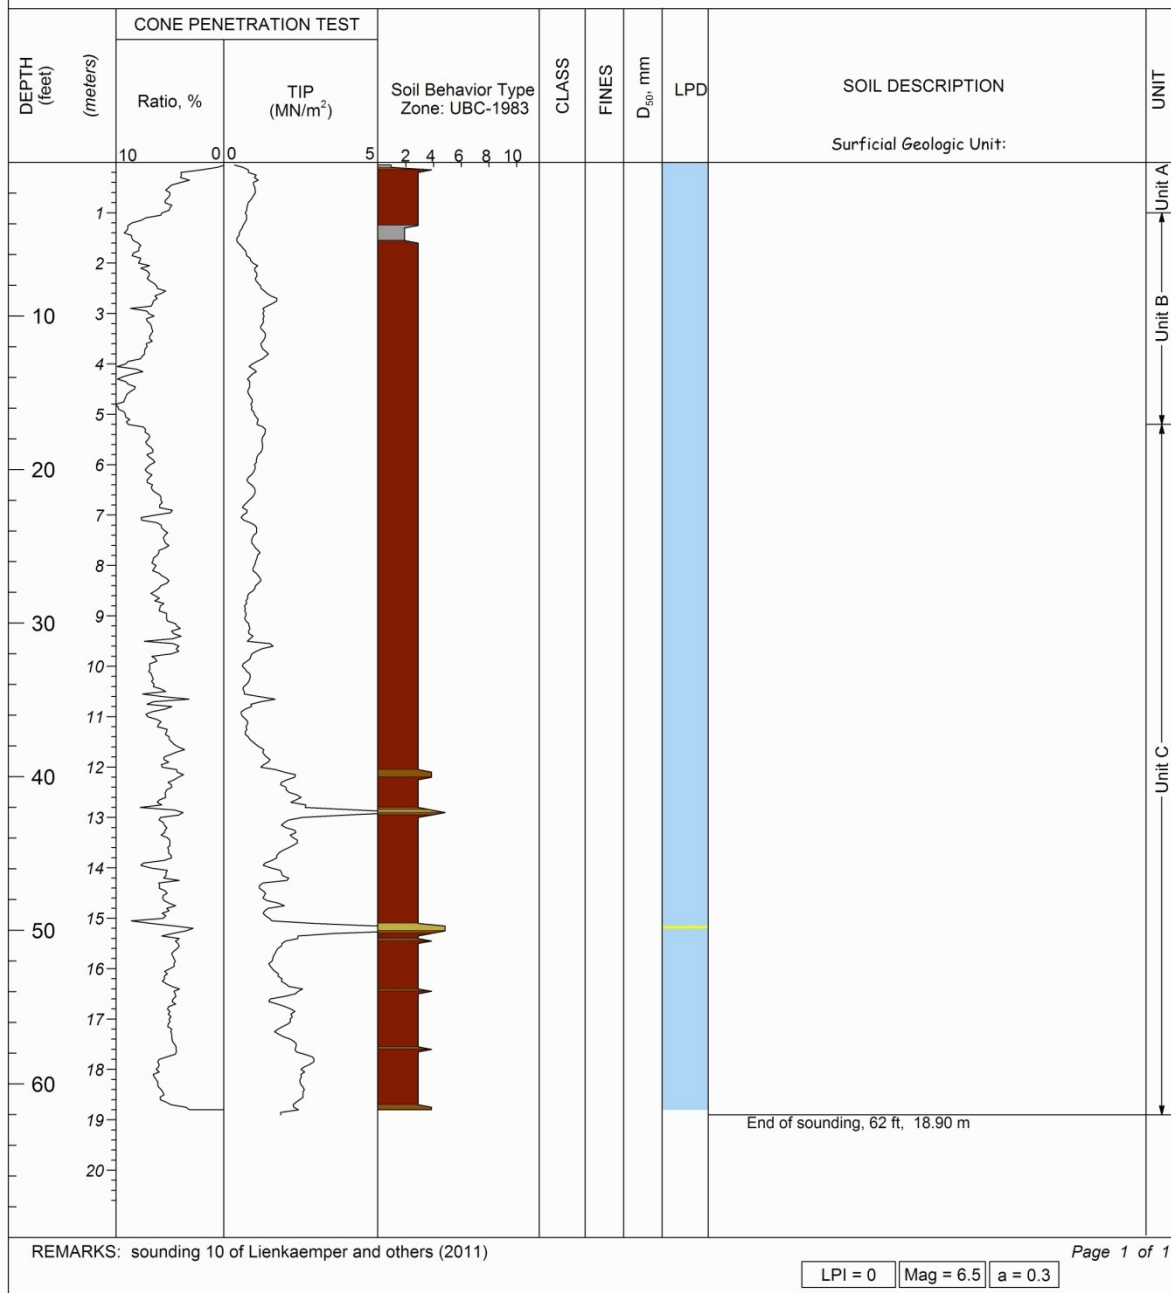 CONE PENETRATION TEST
DEPTH
(feet)
(meters)
Ratio, %
TIP
(MN/m²)
Soil Behavior Type
Zone: UBC-1983
CLASS
FINES
D₅₀, mm
LPD
SOIL DESCRIPTION
UNIT
Surficial Geologic Unit:
10 0 0 5 2 4 6 8 10
Unit A
1
2
Unit B
10
3
4
5
20
6
7
8
30
9
10
11
Unit C
12
40
13
14
15
50
16
17
18
60
19
End of sounding, 62 ft, 18.90 m
20
REMARKS: sounding 10 of Lienkaemper and others (2011)
Page 1 of 1
LPI = 0 Mag = 6.5 a = 0.3